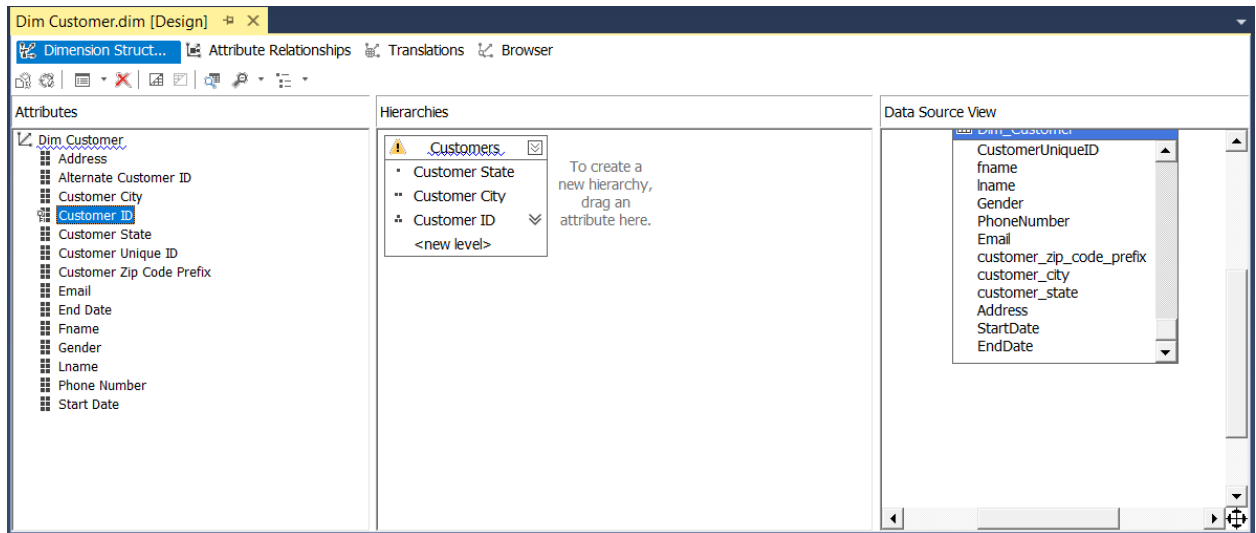 Dim Customer.dim [Design]
Dimension Struct... Attribute Relationships Translations Browser
Attributes
Dim Customer
Address
Alternate Customer ID
Customer City
Customer ID
Customer State
Customer Unique ID
Customer Zip Code Prefix
Email
End Date
Fname
Gender
Lname
Phone Number
Start Date
Hierarchies
Customers
Customer State
Customer City
Customer ID
<new level>
To create a
new hierarchy,
drag an
attribute here.
Data Source View
Dim_Customer
CustomerUniqueID
fname
lname
Gender
PhoneNumber
Email
customer_zip_code_prefix
customer_city
customer_state
Address
StartDate
EndDate